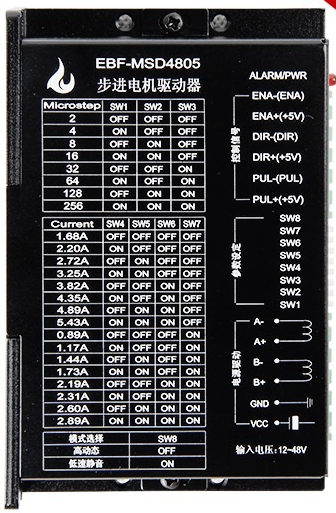 EBF-MSD4805
步进电机驱动器
Microstep SW1 SW2 SW3
2 OFF OFF OFF
4 ON OFF OFF
8 OFF ON OFF
16 ON ON OFF
32 OFF OFF ON
64 ON OFF ON
128 OFF ON ON
256 ON ON ON
Current SW4 SW5 SW6 SW7
1.68A OFF OFF OFF OFF
2.20A ON OFF OFF OFF
2.72A OFF ON OFF OFF
3.25A ON ON OFF OFF
3.82A OFF OFF ON OFF
4.35A ON OFF ON OFF
4.89A OFF ON ON OFF
5.43A ON ON ON OFF
0.89A OFF OFF OFF ON
1.17A ON OFF OFF ON
1.44A OFF ON OFF ON
1.73A ON ON OFF ON
2.19A OFF OFF ON ON
2.31A ON OFF ON ON
2.60A OFF ON ON ON
2.89A ON ON ON ON
模式选择 SW8
高动态 OFF
低速静音 ON
ALARM/PWR
控制信号
ENA-(ENA)
ENA+(+5V)
DIR-(DIR)
DIR+(+5V)
PUL-(PUL)
PUL+(+5V)
参数设定
SW8
SW7
SW6
SW5
SW4
SW3
SW2
SW1
电源驱动
A-
A+
B-
B+
GND
VCC
输入电压:12~48V